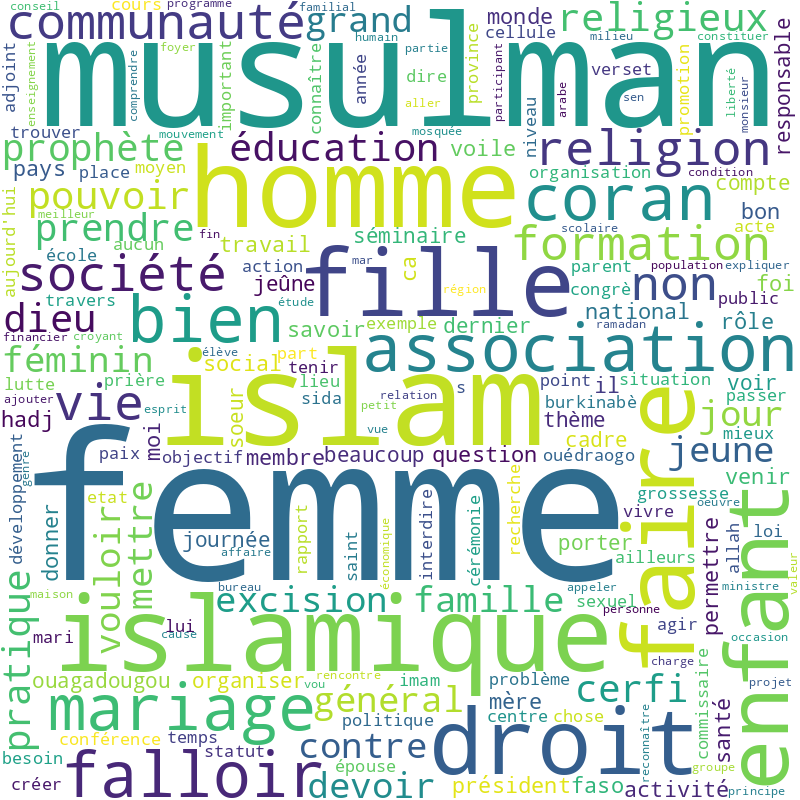 conseil
cours
programme
familial
communauté
grand
monde
religieux
cellule
milieu
constituer
humain
partie
adjoint
enseignement
comprendre
foyer
important
connaître
année
dire
aller
province
participant
verset
arabe
promotion
liberté
monsieur
responsable
musulman
trouver
mouvement
mosquée
niveau
sen
prophète
éducation
voile
religion
condition
pays
place
moyen
homme
organisation
compte
pouvoir
coran
acte
bon
aujourd'hui
meilleur
prendre
aucun
travail
fin
séminaire
scolaire
formation
école
société
action
mar
ca
parent
population
expliquer
travers
jeûne
étude
fille
région
congrè
non
public
foi
dieu
bien
savoir
exemple
dernier
national
ramadan
rôle
financier
croyant
élève
association
féminin
social
part
tenir
lutte
prière
islam
lieu
relation
s
point
il
situation
voir
passer
ajouter
esprit
soeur
sida
petit
burkinabè
hadj
vie
moi
vue
thème
faire
jour
mieux
cadre
paix
objectif
membre
beaucoup
question
ouédraogo
jeune
développement
genre
etat
femme
venir
donner
mettre
recherche
grossesse
oeuvre
vivre
journée
rapport
saint
économique
interdire
cérémonie
porter
permettre
allah
loi
affaire
ailleurs
enfant
valeur
vouloir
bureau
appeler
ministre
maison
pratique
excision
famille
sexuel
personne
mari
lui
cause
islamique
agir
occasion
charge
ouagadougou
organiser
rencontre
imam
problème
cerfi
commissaire
santé
projet
vou
mariage
général
mère
reconnaître
politique
centre
chose
conférence
temps
statut
contre
droit
besoin
épouse
groupe
créer
falloir
devoir
président
faso
activité
principe